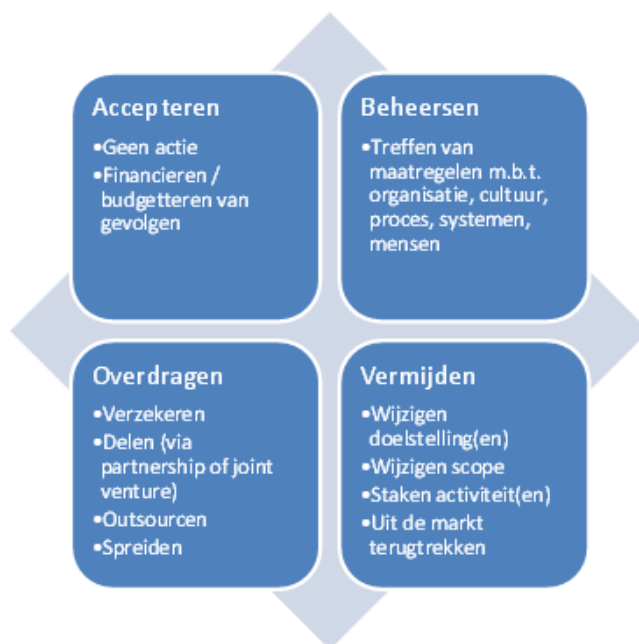 Accepteren
•Geen actie
•Financieren /
budgetteren van
gevolgen
Beheersen
•Treffen van
maatregelen m.b.t.
organisatie, cultuur,
proces, systemen,
mensen
Overdragen
•Verzekeren
•Delen (via
partnership of joint
venture)
•Outsourcen
•Spreiden
Vermijden
•Wijzigen
doelstelling(en)
•Wijzigen scope
•Staken activiteit(en)
•Uit de markt
terugtrekken